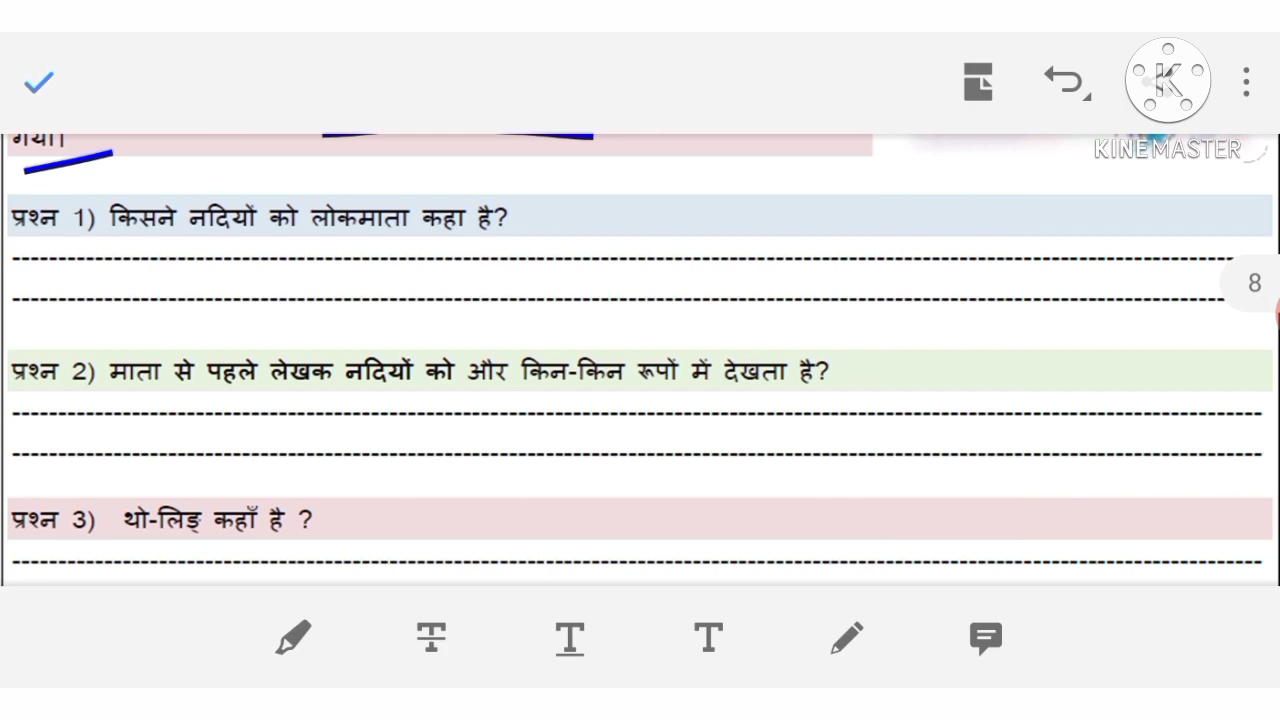 गया।
KINEMASTER
प्रश्न 1) किसने नदियों को लोकमाता कहा है?
8
प्रश्न 2) माता से पहले लेखक नदियों को और किन-किन रूपों में देखता है?
प्रश्न 3) थो-लिङ् कहाँ है ?